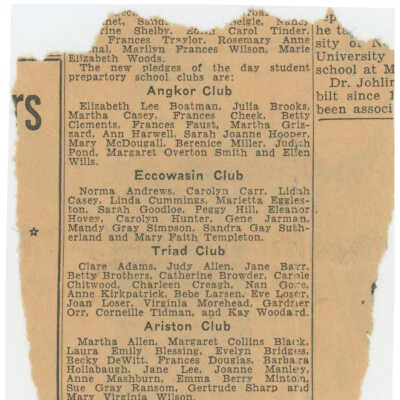 rine Shelby, Tinder,
Frances Traylor, Rosemary Anne
Marilyn Frances Wilson, Marie
Elizabeth Woods.
The new pledges of the day student
prepartory school clubs are:
Angkor Club
Elizabeth Lee Boatman, Julia Brooks,
Martha Casey, Frances Cheek, Betty
Clements, Frances Faust, Martha Griz-
zard, Ann Harwell, Sarah Joanne Hooper,
Mary McDougall, Berenice Miller, Judith
Pond, Margaret Overton Smith and Ellen
Wills.
Eccowasin Club
Norma Andrews, Carolyn Carr, Lidah
Casey, Linda Cummings, Marietta Eggles-
ton, Sarah Goodloe, Peggy Hill, Eleanor
Hovey, Carolyn Hunter, Gene Jarman,
Mandy Gray Simpson, Sandra Gay Suth-
erland and Mary Faith Templeton.
Triad Club
Clare Adams, Judy Allen, Jane Barr,
Betty Brothers, Catherine Browder, Carole
Chitwood, Charleen Creagh, Nan Gore,
Anne Kirkpatrick, Bebe Larsen, Eve Loser,
Joan Loser, Virginia Morehead, Gardner
Orr, Corneille Tidman, and Kay Woodard.
Ariston Club
Martha Allen, Margaret Collins Black,
Laura Emily Blessing, Evelyn Bridges,
Becky DeWitt, Frances Douglas, Barbara
Hollabaugh, Jane Lee, Joanne Manley,
Anne Mashburn, Emma Berry Minton,
Sue Gray Ransom, Gertrude Sharp and
Mary Virginia Wilson.
rs
he to
sity of N
University
school at M
Dr. Johlin
bilt since 1
been associ